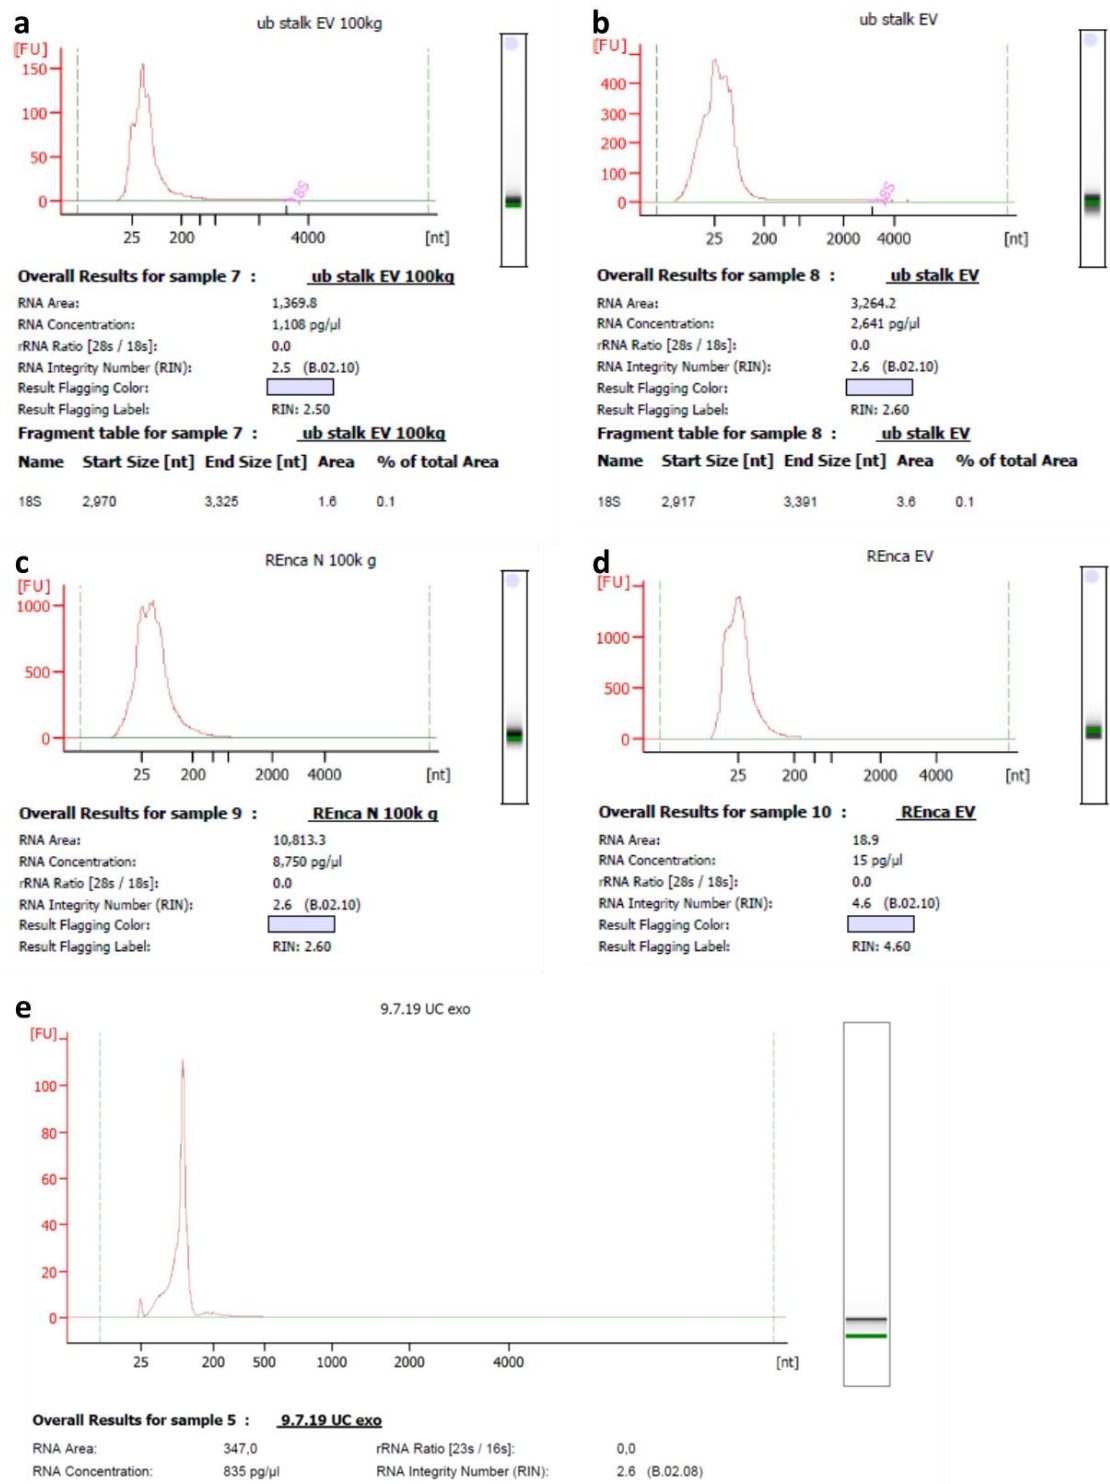 a
ub stalk EV 100kg
[FU]
150
100
50
0
18S
25 200 4000 [nt]
Overall Results for sample 7 : ub stalk EV 100kg
RNA Area: 1,369.8
RNA Concentration: 1,108 pg/µl
rRNA Ratio [28s / 18s]: 0.0
RNA Integrity Number (RIN): 2.5 (B.02.10)
Result Flagging Color:
Result Flagging Label: RIN: 2.50
Fragment table for sample 7 : ub stalk EV 100kg
Name Start Size [nt] End Size [nt] Area % of total Area
18S 2,970 3,325 1.6 0.1
b
ub stalk EV
[FU]
400
300
200
100
0
18S
25 200 2000 4000 [nt]
Overall Results for sample 8 : ub stalk EV
RNA Area: 3,264.2
RNA Concentration: 2,641 pg/µl
rRNA Ratio [28s / 18s]: 0.0
RNA Integrity Number (RIN): 2.6 (B.02.10)
Result Flagging Color:
Result Flagging Label: RIN: 2.60
Fragment table for sample 8 : ub stalk EV
Name Start Size [nt] End Size [nt] Area % of total Area
18S 2,917 3,391 3.6 0.1
c
REnca N 100k g
[FU]
1000
500
0
25 200 2000 4000 [nt]
Overall Results for sample 9 : REnca N 100k g
RNA Area: 10,813.3
RNA Concentration: 8,750 pg/µl
rRNA Ratio [28s / 18s]: 0.0
RNA Integrity Number (RIN): 2.6 (B.02.10)
Result Flagging Color:
Result Flagging Label: RIN: 2.60
d
REnca EV
[FU]
1000
500
0
25 200 2000 4000 [nt]
Overall Results for sample 10 : REnca EV
RNA Area: 18.9
RNA Concentration: 15 pg/µl
rRNA Ratio [28s / 18s]: 0.0
RNA Integrity Number (RIN): 4.6 (B.02.10)
Result Flagging Color:
Result Flagging Label: RIN: 4.60
e
9.7.19 UC exo
[FU]
100
80
60
40
20
0
25 200 500 1000 2000 4000 [nt]
Overall Results for sample 5 : 9.7.19 UC exo
RNA Area: 347,0 rRNA Ratio [23s / 16s]: 0,0
RNA Concentration: 835 pg/µl RNA Integrity Number (RIN): 2.6 (B.02.08)